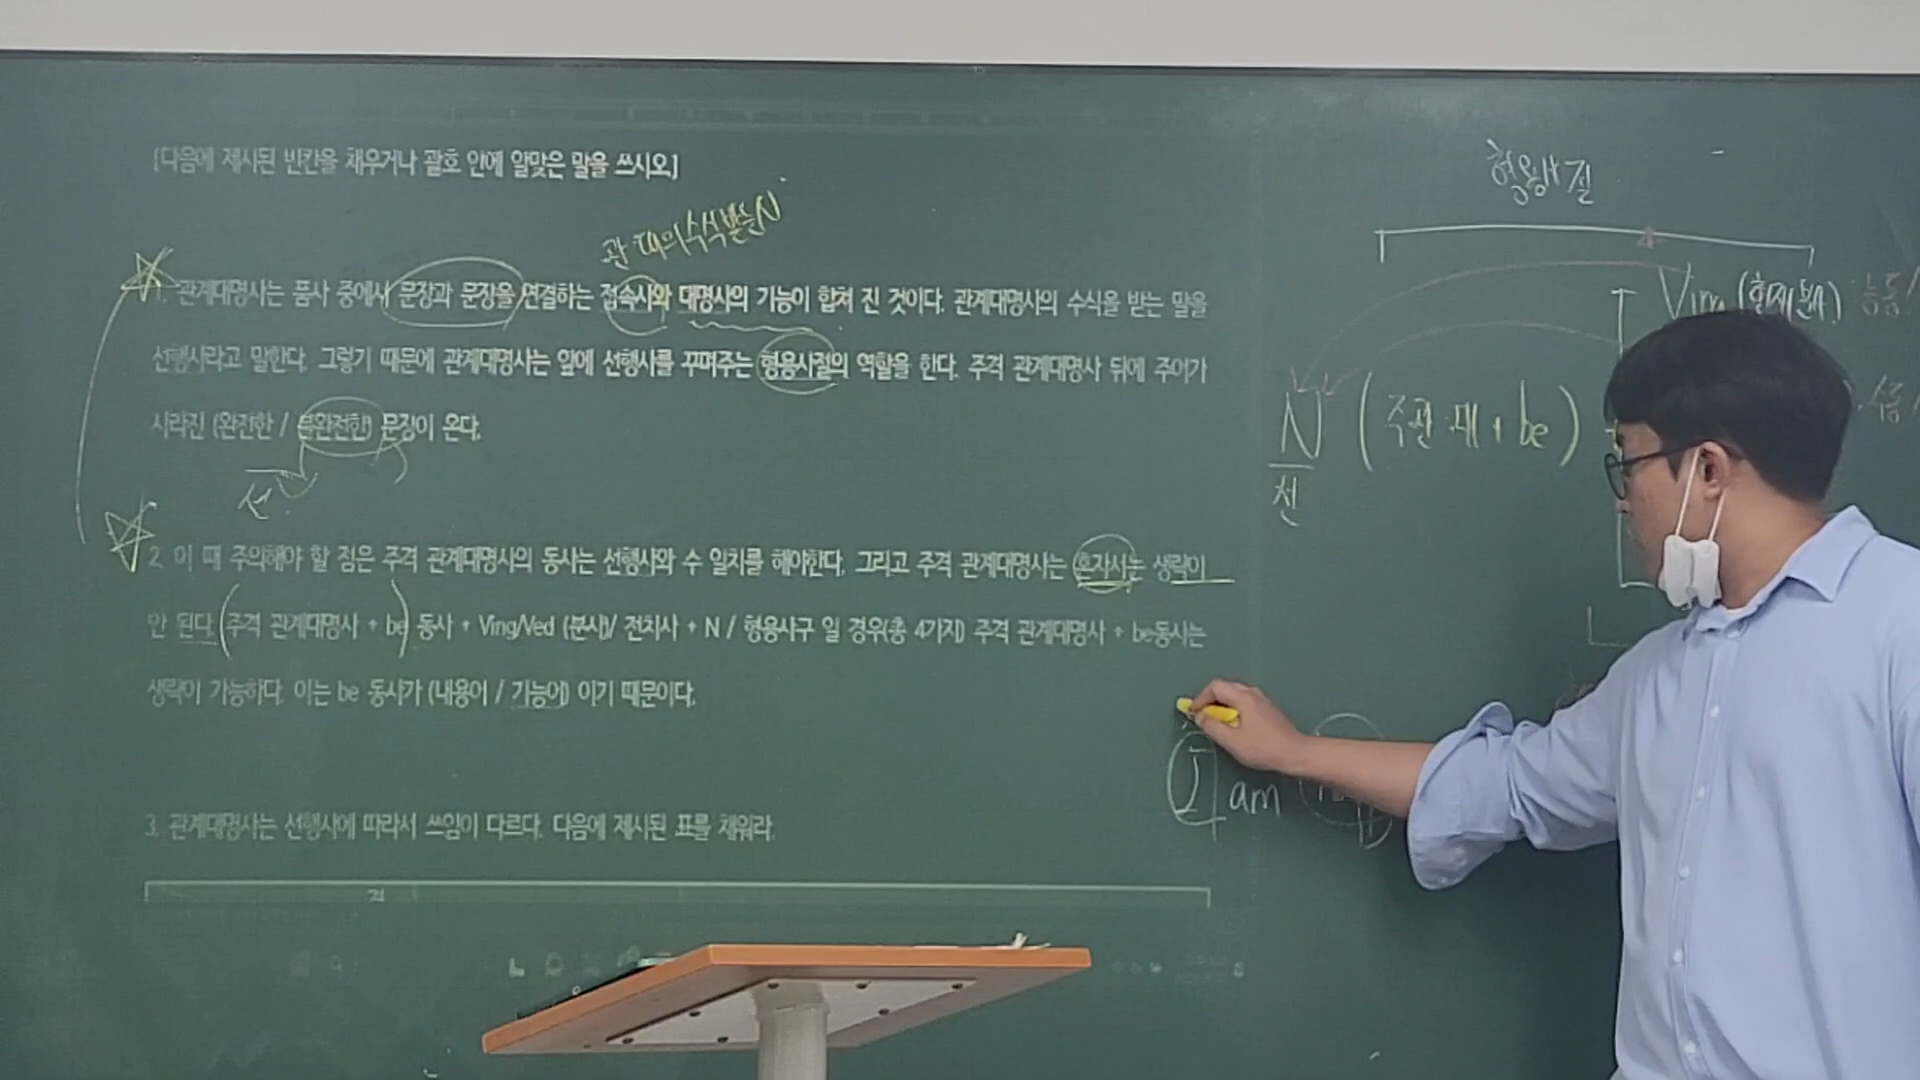 [다음에 제시된 빈칸을 채우거나 괄호 안에 알맞은 말을 쓰시오]
관 대의 수식받는 N
1. 관계대명사는 품사 중에서 문장과 문장을 연결하는 접속사와 대명사의 기능이 합쳐 진 것이다. 관계대명사의 수식을 받는 말을
선행사라고 말한다. 그렇기 때문에 관계대명사는 앞에 선행사를 꾸며주는 형용사절의 역할을 한다. 주격 관계대명사 뒤에 주어가
사라진 (완전한 / 불완전한) 문장이 온다.
선
2. 이 때 주의해야 할 점은 주격 관계대명사의 동사는 선행사와 수 일치를 해야한다. 그리고 주격 관계대명사는 혼자서는 생략이
안 된다. (주격 관계대명사 + be) 동사 + Ving/Ved (분사)/ 전치사 + N / 형용사구 일 경우(총 4가지) 주격 관계대명사 + be동사는
생략이 가능하다. 이는 be 동사가 (내용어 / 기능어) 이기 때문이다.
3. 관계대명사는 선행사에 따라서 쓰임이 다르다. 다음에 제시된 표를 채워라.
격
형용사절
Ving (현재분사) 능동/
N (주·관·대 + be)
수동
선
I am